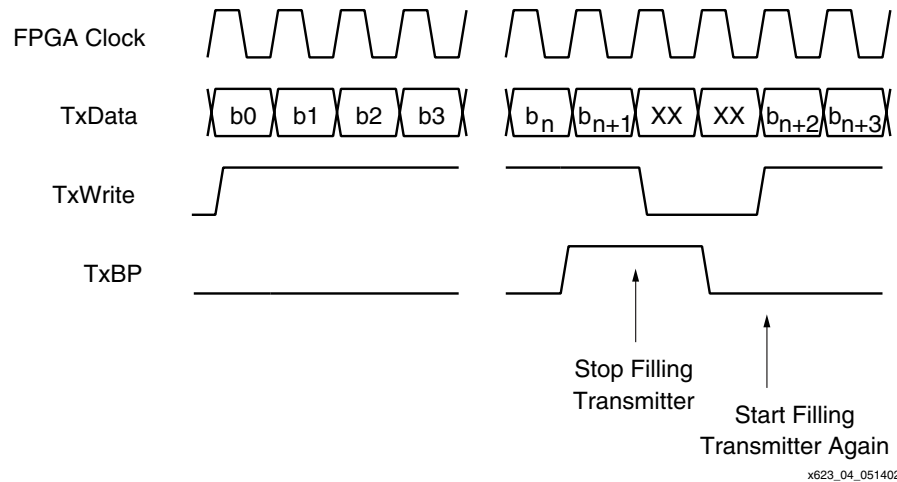 FPGA Clock
TxData b0 b1 b2 b3 bn bn+1 XX XX bn+2 bn+3
TxWrite
TxBP
Stop Filling
Transmitter
Start Filling
Transmitter Again
x623_04_051402